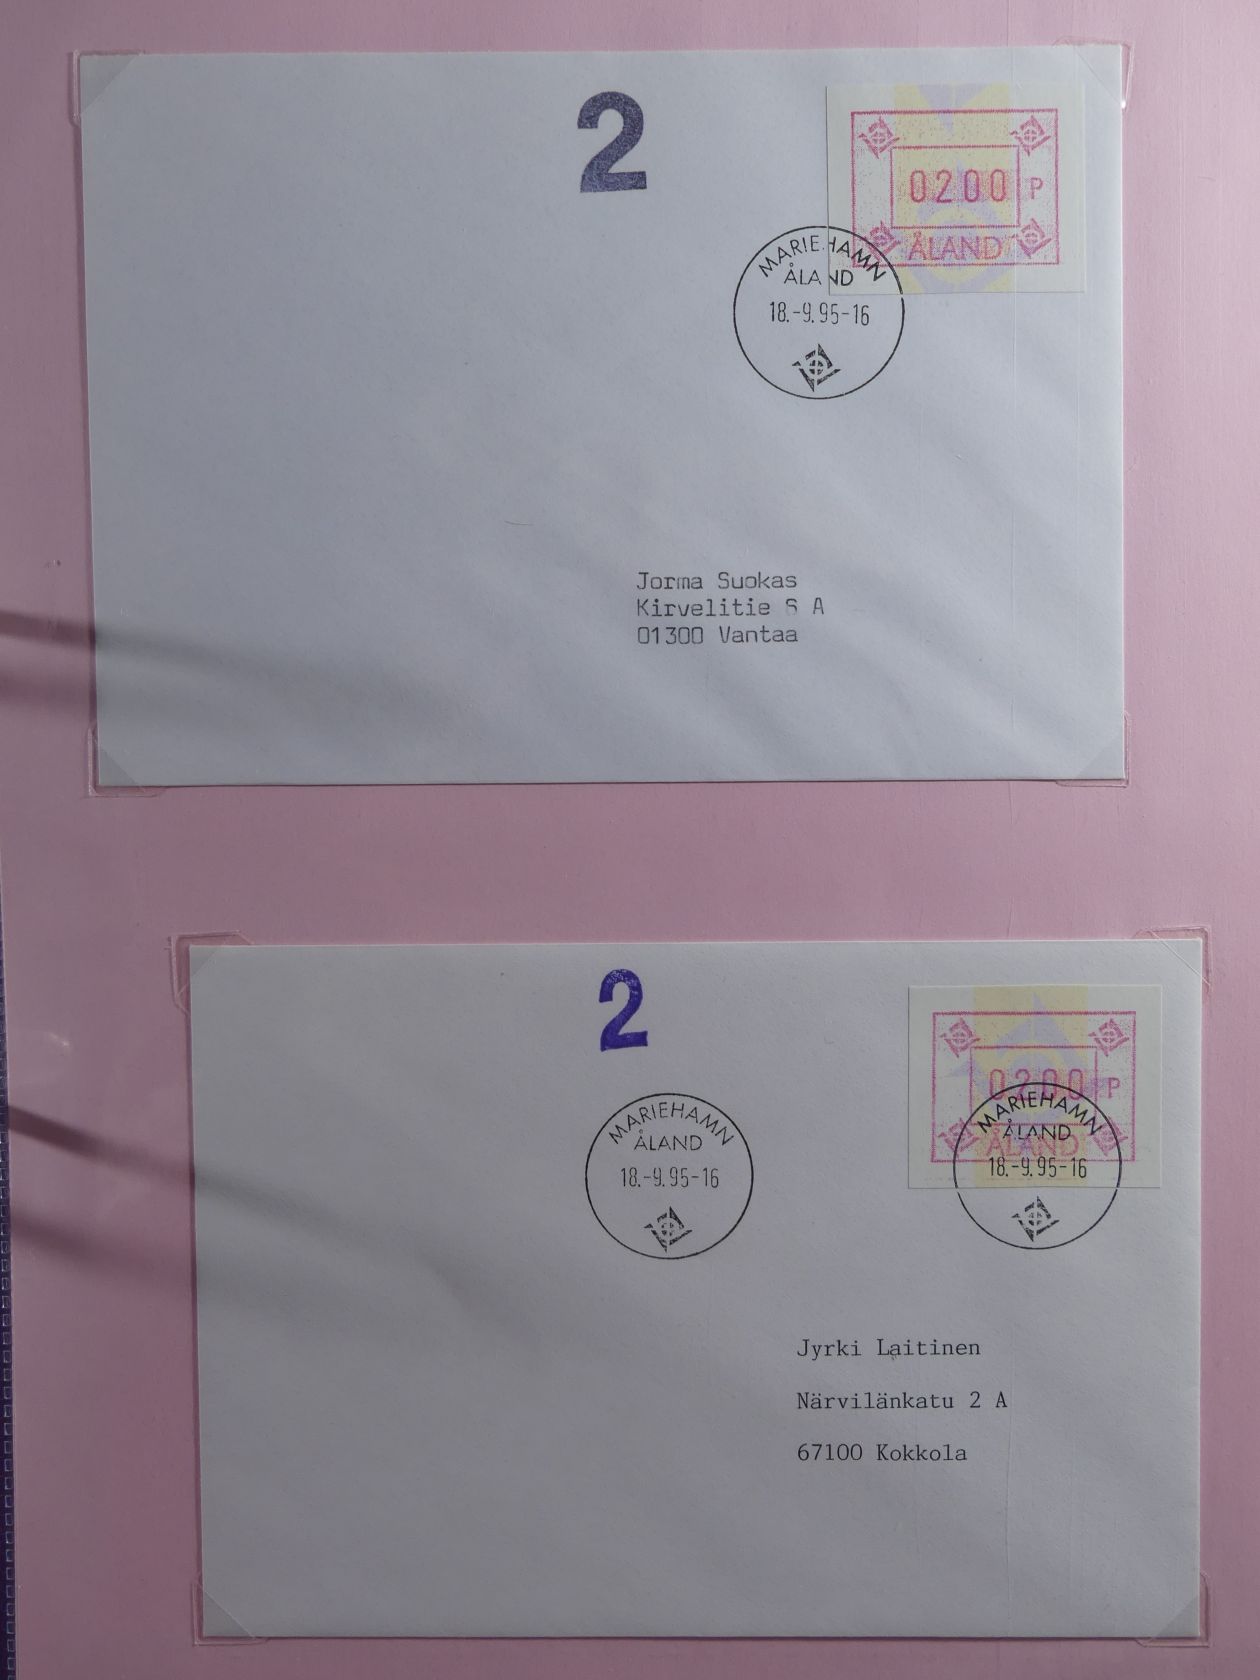 2
0200 P
ÅLAND
MARIEHAMN
ÅLAND
18.-9.95-16
Jorma Suokas
Kirvelitie A
01300 Vantaa
2
0200 P
ÅLAND
MARIEHAMN
ÅLAND
18.-9.95-16
MARIEHAMN
ÅLAND
18.-9.95-16
Jyrki Laitinen
Närvilänkatu 2 A
67100 Kokkola